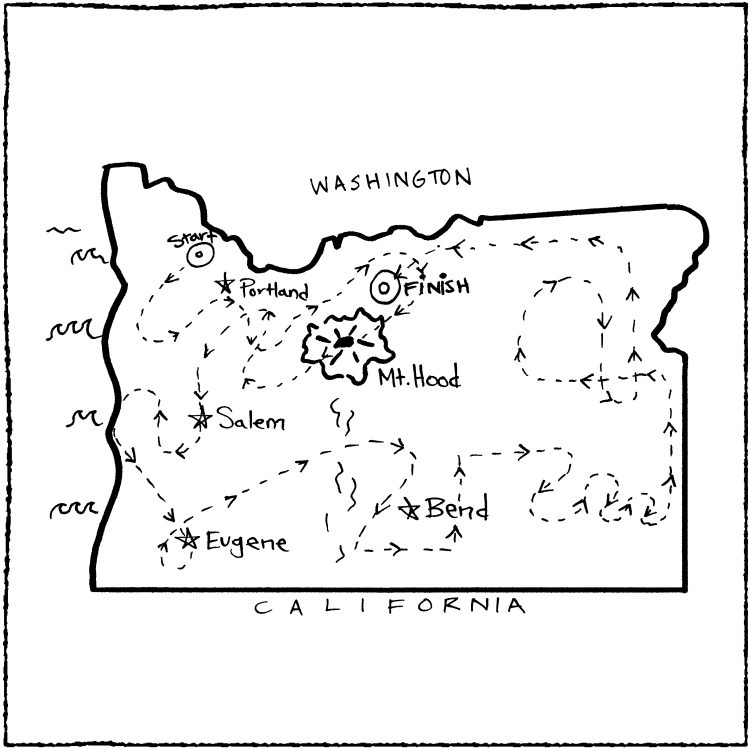 WASHINGTON
Start
Portland
FiNiSH
Mt. Hood
Salem
Bend
Eugene
CALIFORNIA